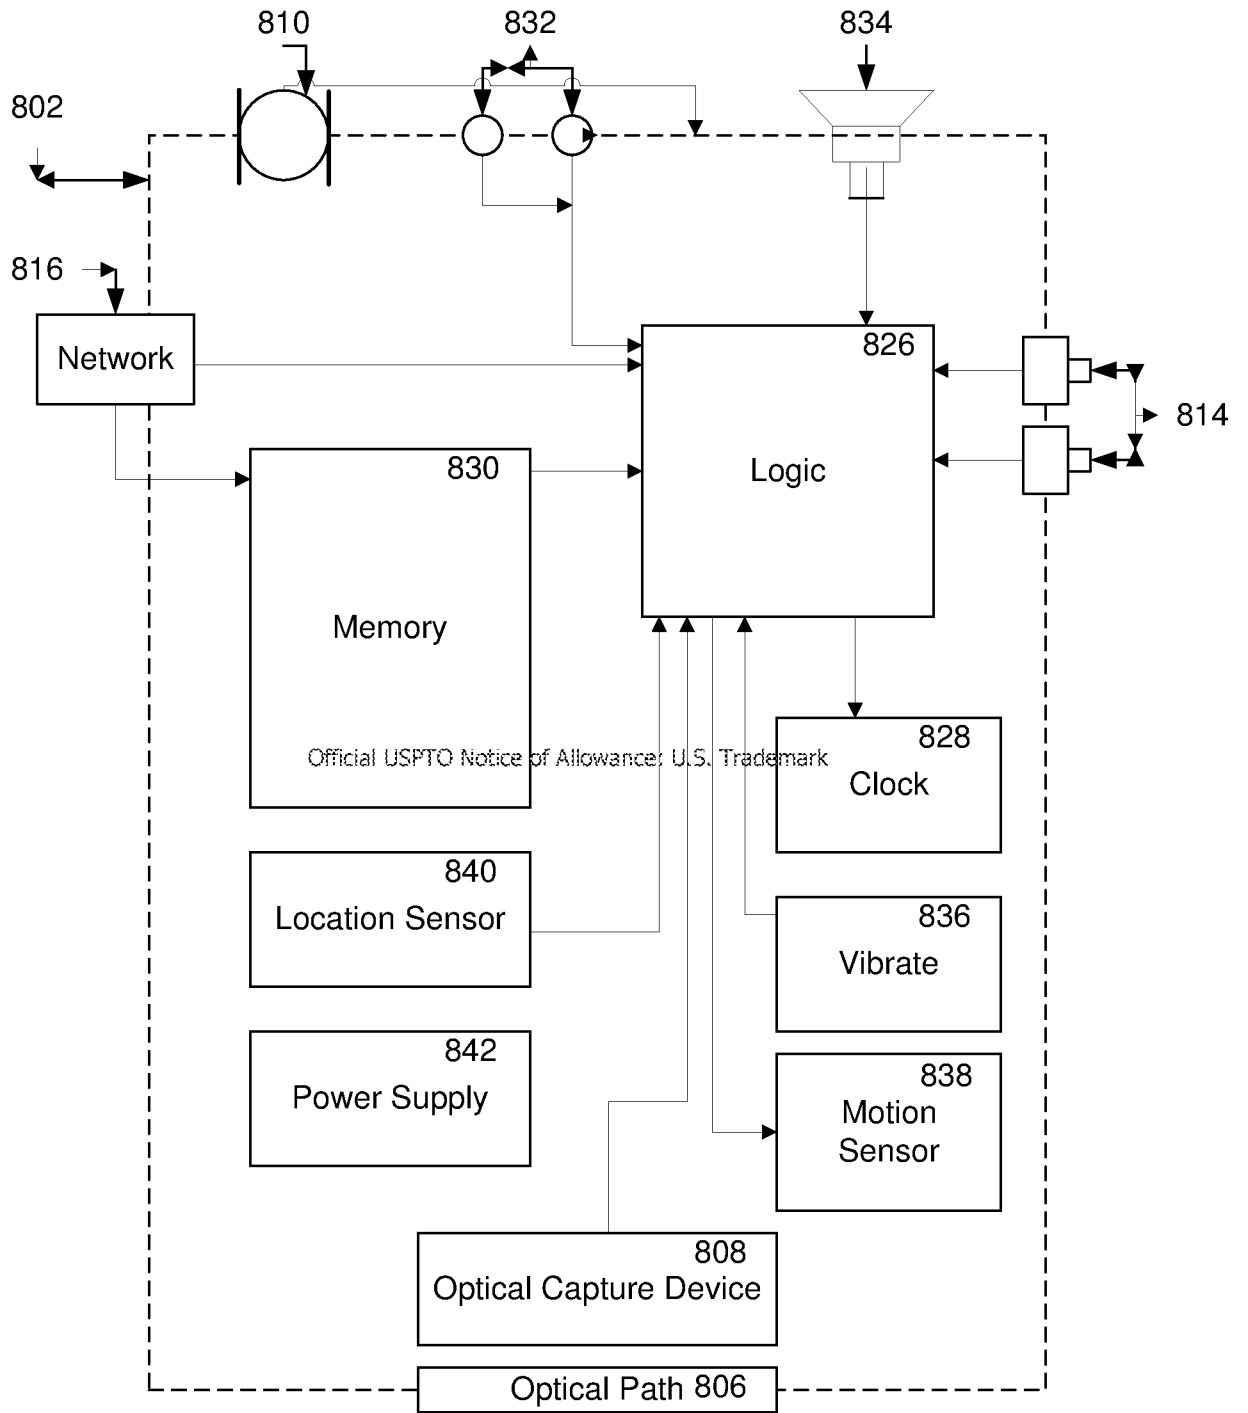 810
832
834
802
816
Network
826
Logic
814
830
Memory
Official USPTO Notice of Allowance: U.S. Trademark
828
Clock
840
Location Sensor
836
Vibrate
842
Power Supply
838
Motion
Sensor
808
Optical Capture Device
Optical Path 806